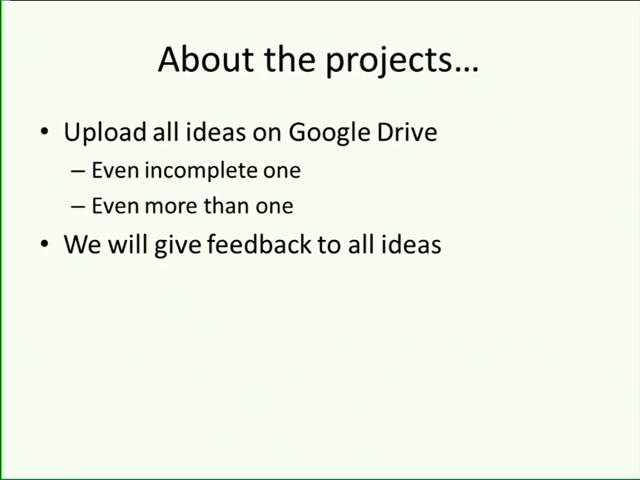 About the projects…
• Upload all ideas on Google Drive
– Even incomplete one
– Even more than one
• We will give feedback to all ideas